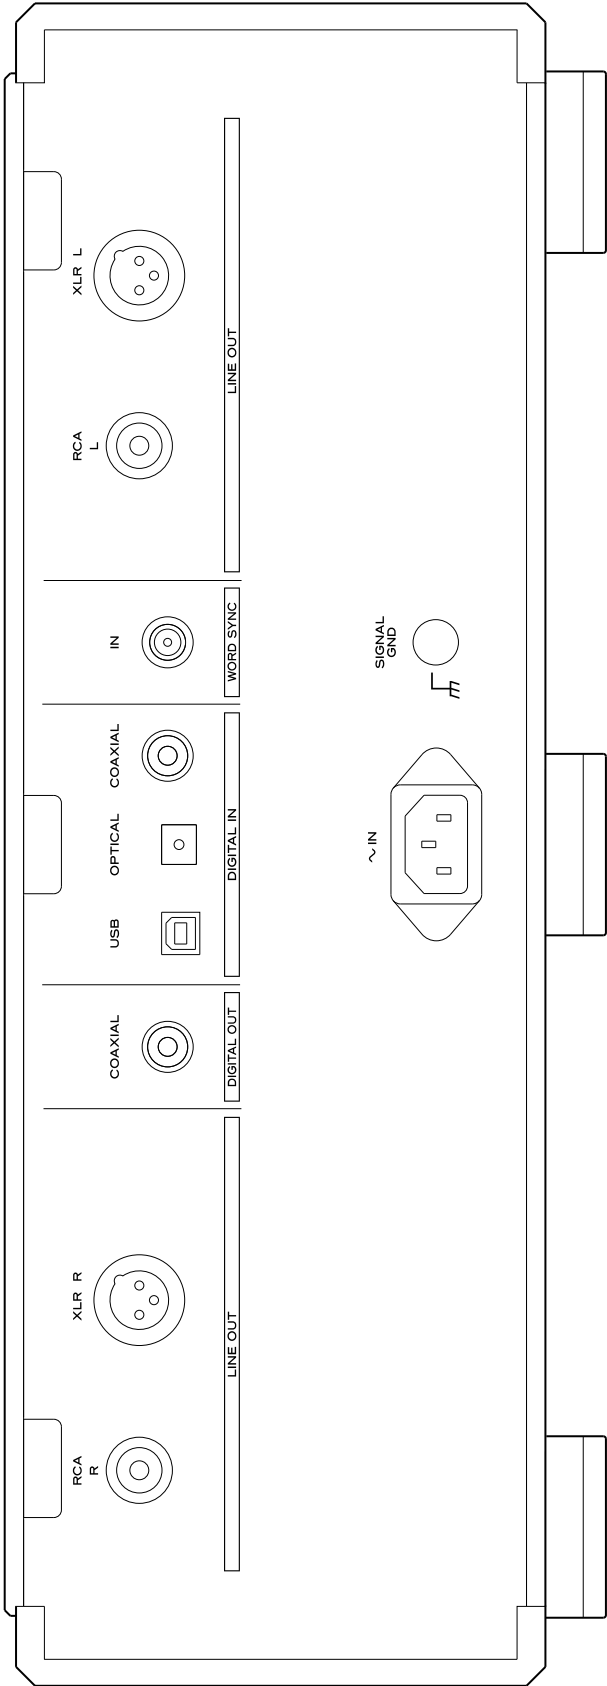 RCA
R
XLR R
LINE OUT
COAXIAL
DIGITAL OUT
USB
OPTICAL
COAXIAL
DIGITAL IN
IN
WORD SYNC
RCA
L
XLR L
LINE OUT
~ IN
SIGNAL
GND